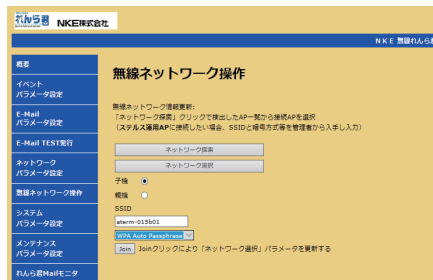 れんら君 NKE株式会社
NKE 無線れんら君
概要
イベント
パラメータ設定
E-Mail
パラメータ設定
E-Mail TEST発行
ネットワーク
パラメータ設定
無線ネットワーク操作
システム
パラメータ設定
メンテナンス
パラメータ設定
れんら君Mailモニタ
無線ネットワーク操作
無線ネットワーク情報更新:
「ネットワーク探索」クリックで検出したAP一覧から接続APを選択
(ステルス運用APに接続したい場合、SSIDと暗号方式等を管理者から入手し入力)
ネットワーク探索
ネットワーク選択
子機
親機
SSID
aterm-015b01
WPA Auto Passphrase
Join Joinクリックにより「ネットワーク選択」パラメータを更新する